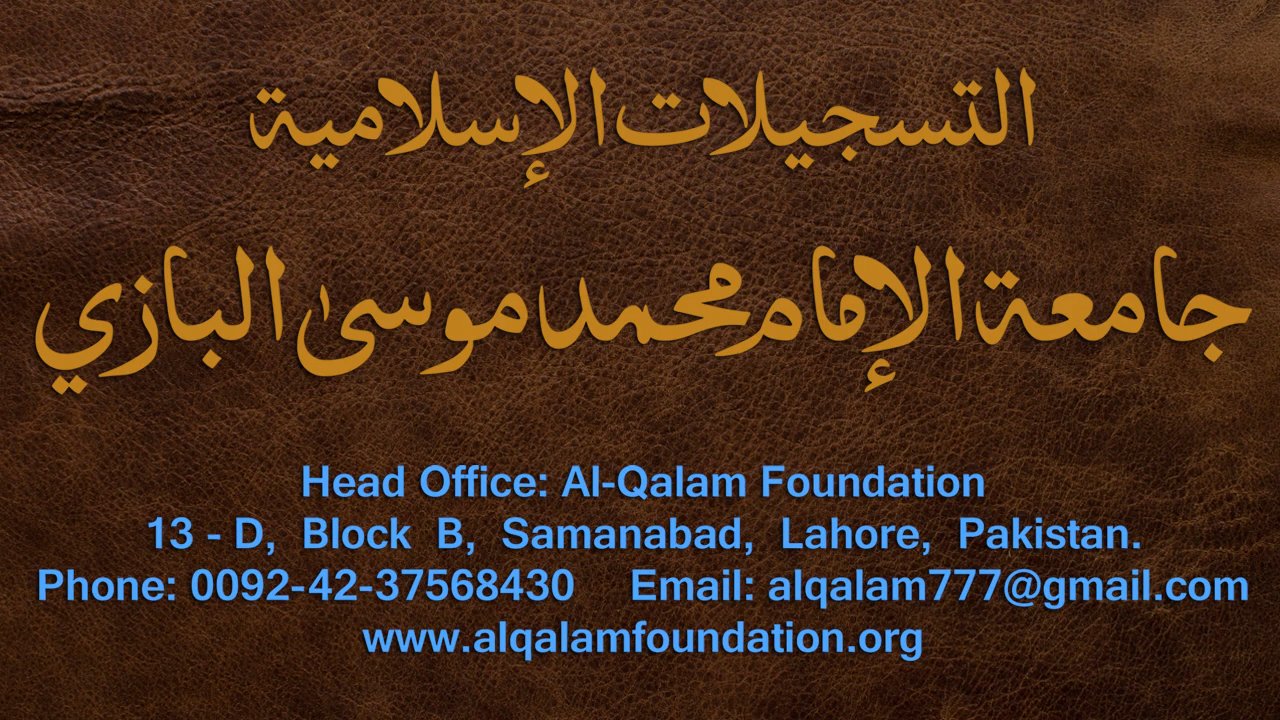 التسجيلات الإسلامية
جامعة الإمام محمد موسىٰ البازي
Head Office: Al-Qalam Foundation
13 - D, Block B, Samanabad, Lahore, Pakistan.
Phone: 0092-42-37568430 Email: alqalam777@gmail.com
www.alqalamfoundation.org